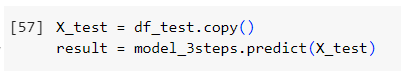 [57] X_test = df_test.copy()
result = model_3steps.predict(X_test)